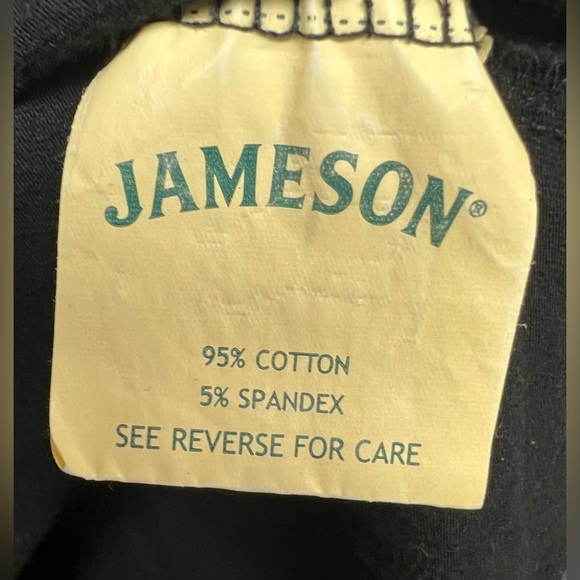 JAMESON®
95% COTTON
5% SPANDEX
SEE REVERSE FOR CARE